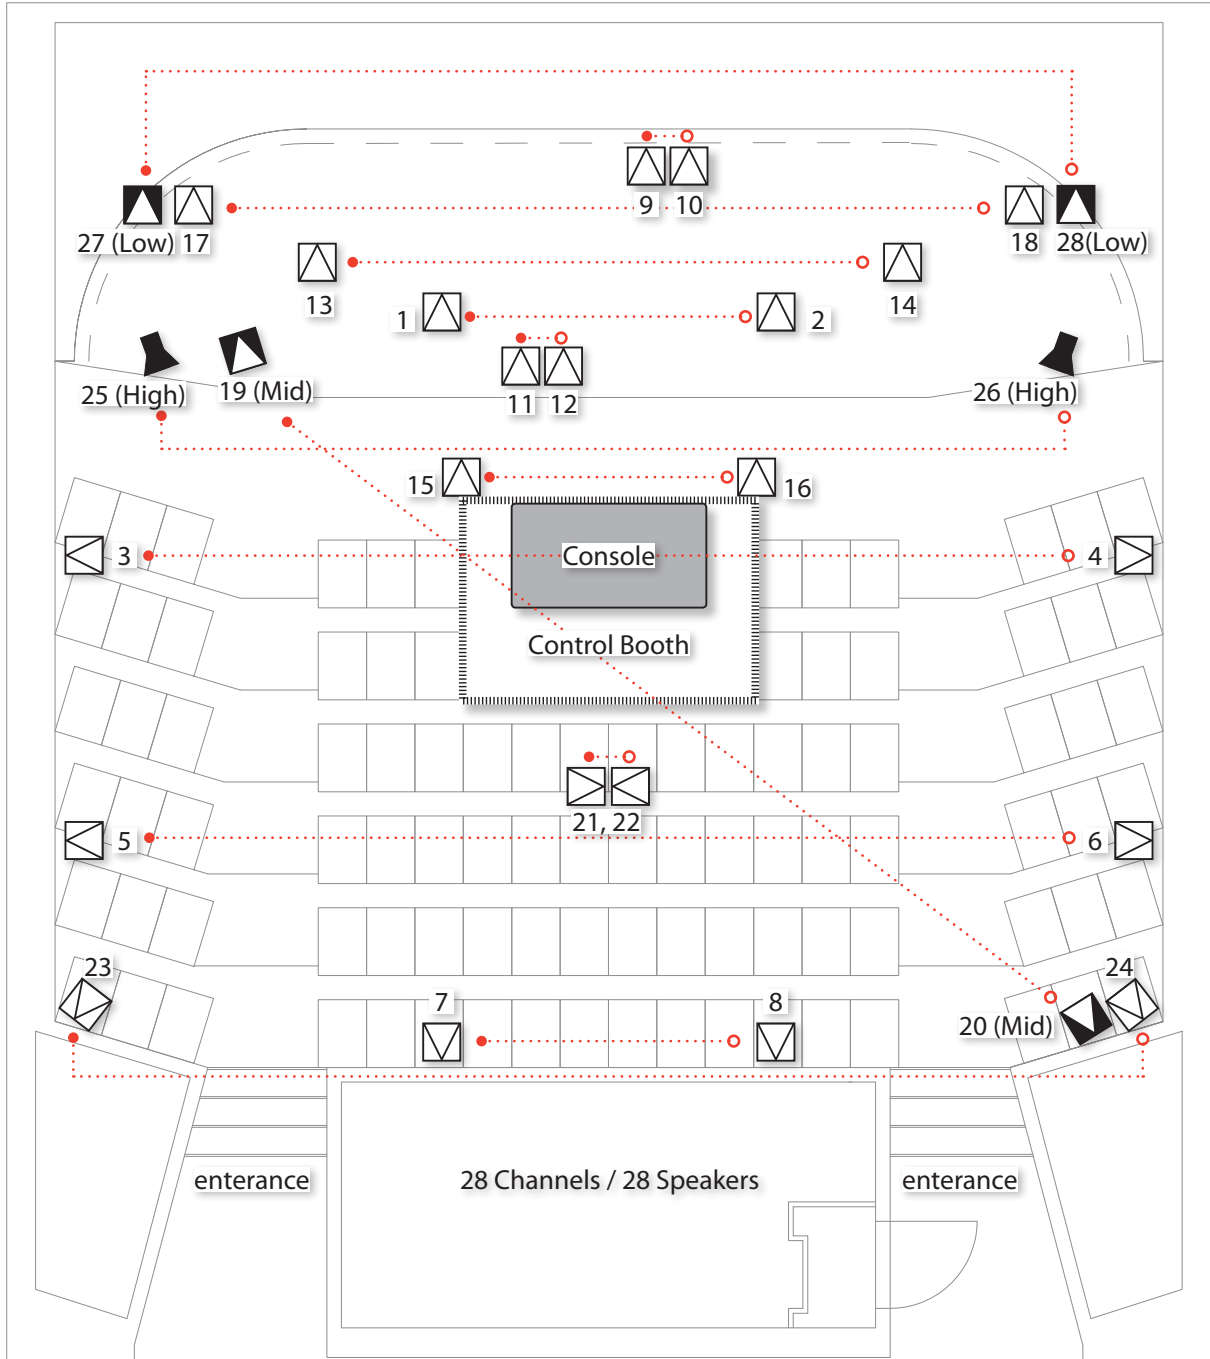 9 10
27 (Low) 17
18 28(Low)
13
14
1
2
25 (High)
19 (Mid)
11 12
26 (High)
15
16
3
Console
4
Control Booth
21, 22
5
6
23
24
7
8
20 (Mid)
enterance
28 Channels / 28 Speakers
enterance